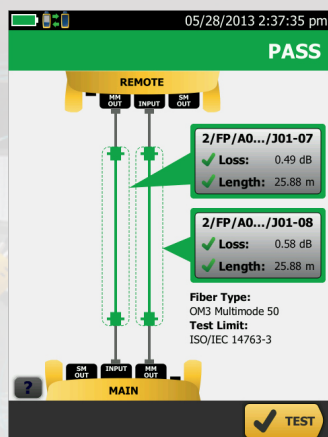 05/28/2013 2:37:35 pm
PASS
REMOTE
MM OUT
INPUT
SM OUT
2/FP/A0.../J01-07
Loss: 0.49 dB
Length: 25.88 m
2/FP/A0.../J01-08
Loss: 0.58 dB
Length: 25.88 m
Fiber Type:
OM3 Multimode 50
Test Limit:
ISO/IEC 14763-3
SM OUT
INPUT
MM OUT
MAIN
?
TEST